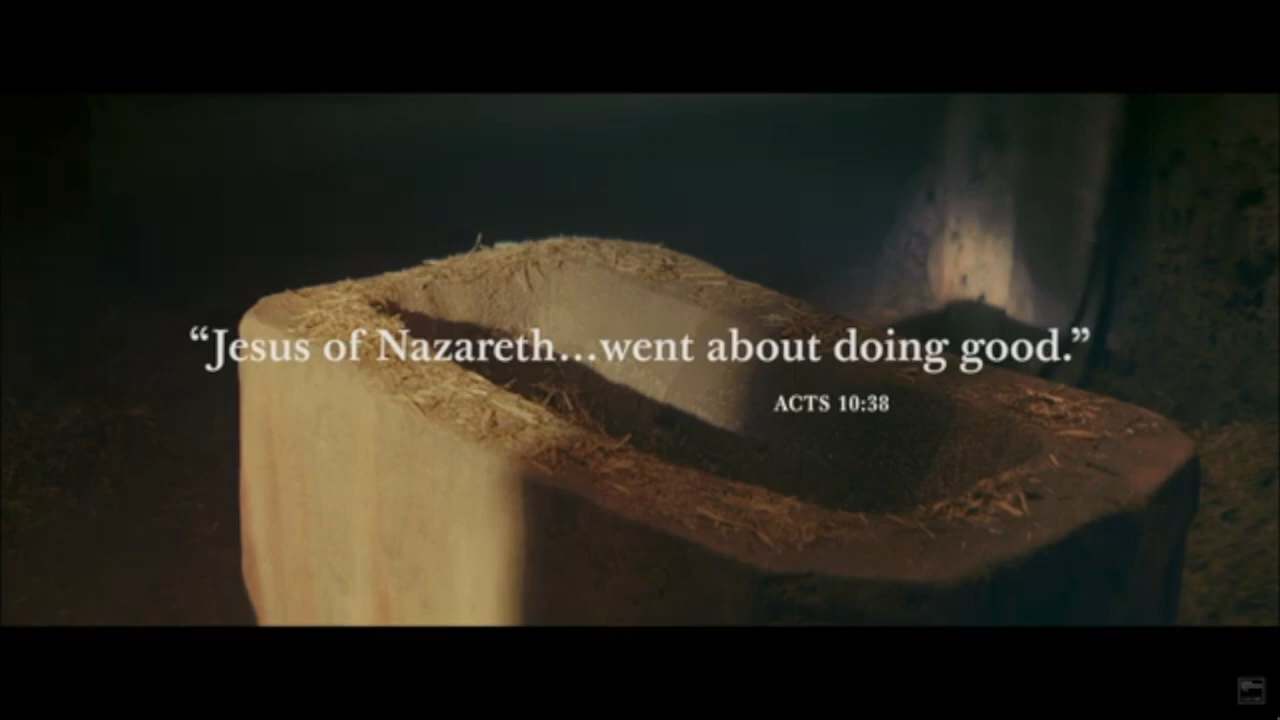 “Jesus of Nazareth...went about doing good.”
ACTS 10:38